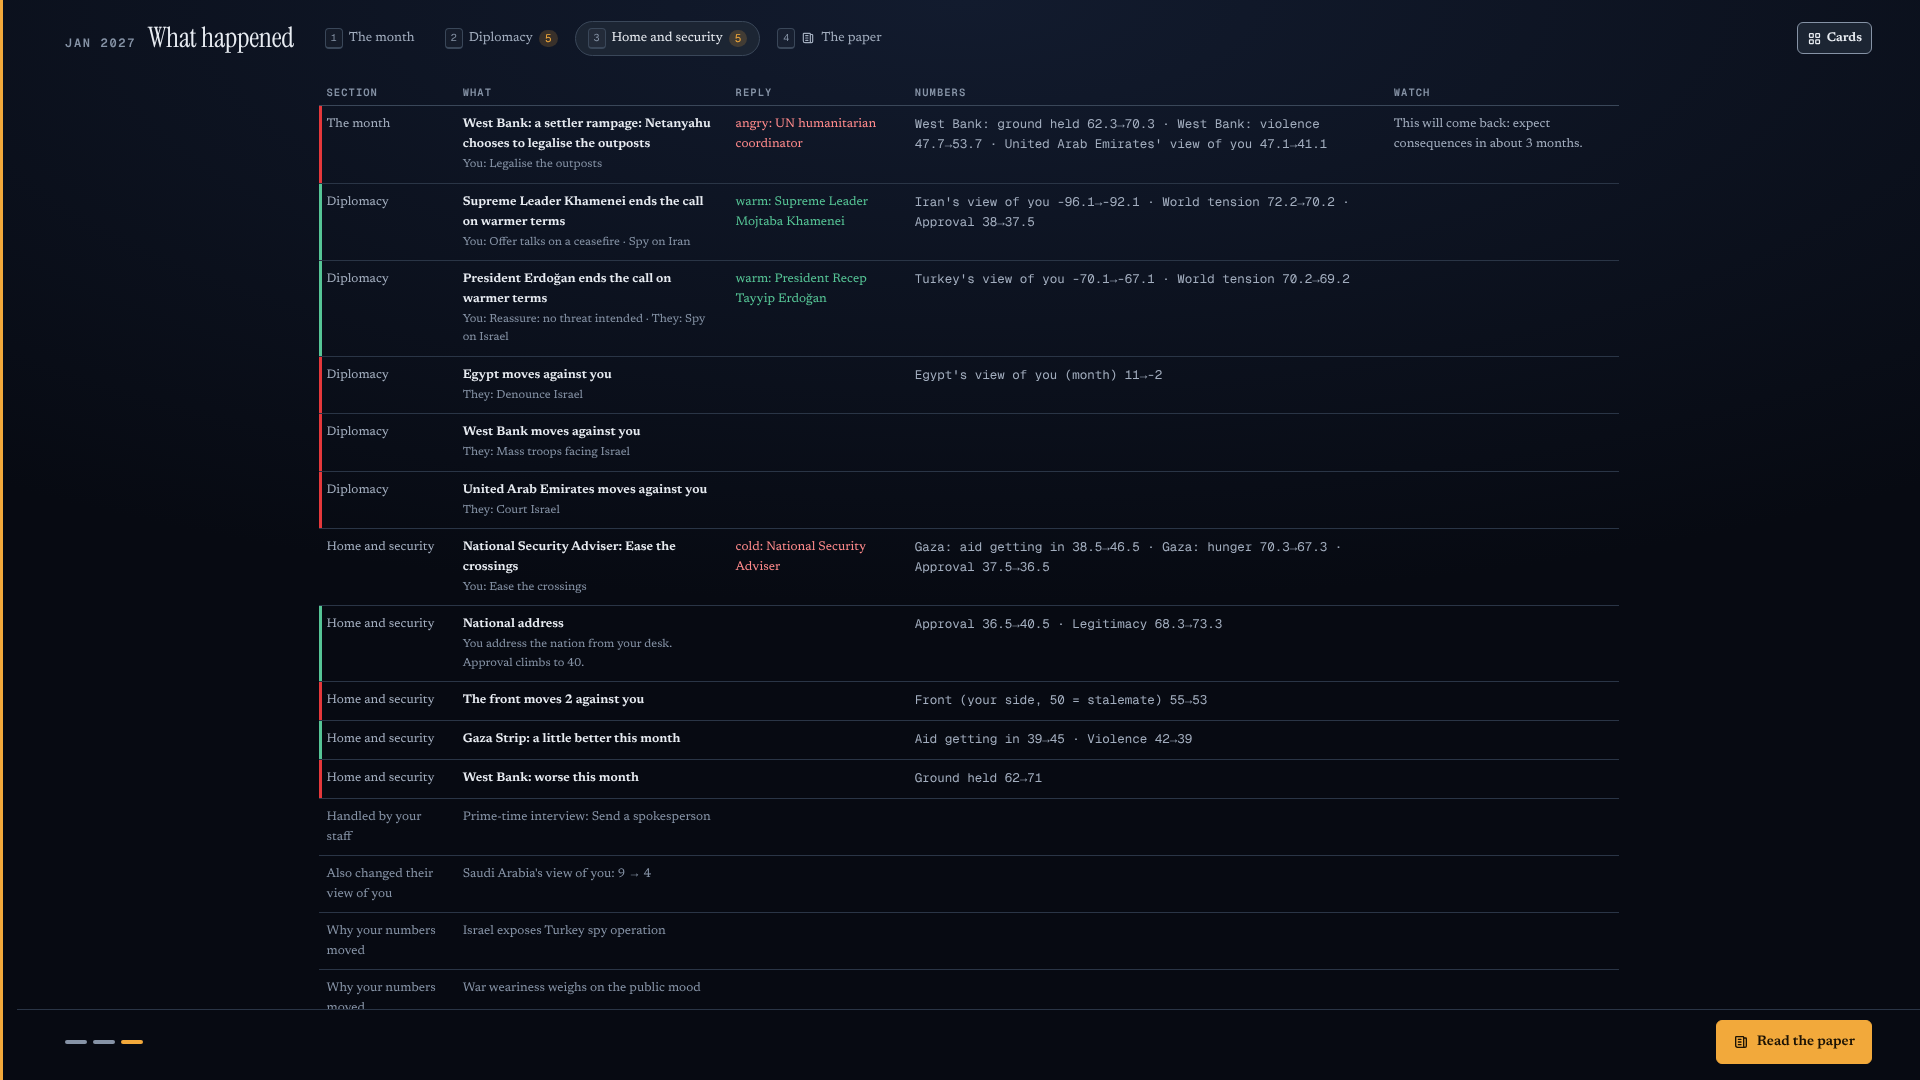 JAN 2027 What happened 1 The month 2 Diplomacy 5 3 Home and security 5 4 The paper Cards
SECTION WHAT REPLY NUMBERS WATCH
The month
West Bank: a settler rampage: Netanyahu
chooses to legalise the outposts
You: Legalise the outposts
angry: UN humanitarian
coordinator
West Bank: ground held 62.3→70.3 · West Bank: violence
47.7→53.7 · United Arab Emirates' view of you 47.1→41.1
This will come back: expect
consequences in about 3 months.
Diplomacy
Supreme Leader Khamenei ends the call
on warmer terms
You: Offer talks on a ceasefire · Spy on Iran
warm: Supreme Leader
Mojtaba Khamenei
Iran's view of you -96.1→-92.1 · World tension 72.2→70.2 ·
Approval 38→37.5
Diplomacy
President Erdoğan ends the call on
warmer terms
You: Reassure: no threat intended · They: Spy
on Israel
warm: President Recep
Tayyip Erdoğan
Turkey's view of you -70.1→-67.1 · World tension 70.2→69.2
Diplomacy
Egypt moves against you
They: Denounce Israel
Egypt's view of you (month) 11→-2
Diplomacy
West Bank moves against you
They: Mass troops facing Israel
Diplomacy
United Arab Emirates moves against you
They: Court Israel
Home and security
National Security Adviser: Ease the
crossings
You: Ease the crossings
cold: National Security
Adviser
Gaza: aid getting in 38.5→46.5 · Gaza: hunger 70.3→67.3 ·
Approval 37.5→36.5
Home and security
National address
You address the nation from your desk.
Approval climbs to 40.
Approval 36.5→40.5 · Legitimacy 68.3→73.3
Home and security
The front moves 2 against you
Front (your side, 50 = stalemate) 55→53
Home and security
Gaza Strip: a little better this month
Aid getting in 39→45 · Violence 42→39
Home and security
West Bank: worse this month
Ground held 62→71
Handled by your
staff
Prime-time interview: Send a spokesperson
Also changed their
view of you
Saudi Arabia's view of you: 9 → 4
Why your numbers
moved
Israel exposes Turkey spy operation
Why your numbers
moved
War weariness weighs on the public mood
Read the paper